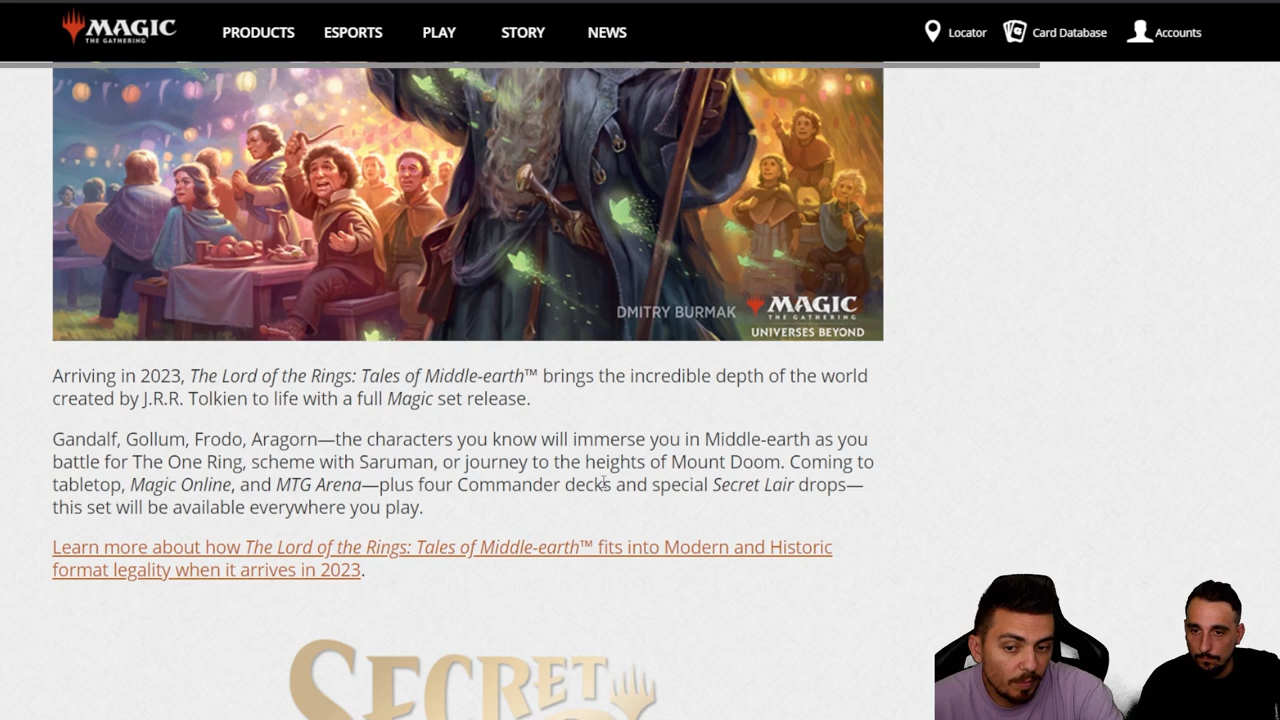 MAGIC
THE GATHERING
PRODUCTS ESPORTS PLAY STORY NEWS
Locator Card Database Accounts
DMITRY BURMAK
MAGIC
THE GATHERING
UNIVERSES BEYOND
Arriving in 2023, The Lord of the Rings: Tales of Middle-earth™ brings the incredible depth of the world
created by J.R.R. Tolkien to life with a full Magic set release.
Gandalf, Gollum, Frodo, Aragorn—the characters you know will immerse you in Middle-earth as you
battle for The One Ring, scheme with Saruman, or journey to the heights of Mount Doom. Coming to
tabletop, Magic Online, and MTG Arena—plus four Commander decks and special Secret Lair drops—
this set will be available everywhere you play.
Learn more about how The Lord of the Rings: Tales of Middle-earth™ fits into Modern and Historic
format legality when it arrives in 2023.
SECRET